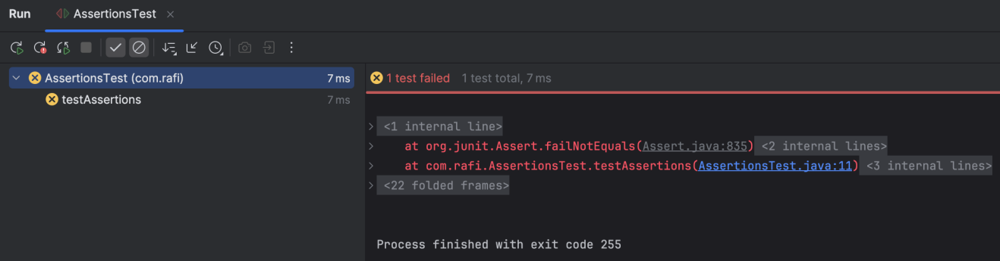 Run AssertionsTest
AssertionsTest (com.rafi) 7 ms
testAssertions 7 ms
1 test failed 1 test total, 7 ms
<1 internal line>
at org.junit.Assert.failNotEquals(Assert.java:835) <2 internal lines>
at com.rafi.AssertionsTest.testAssertions(AssertionsTest.java:11) <3 internal lines>
<22 folded frames>
Process finished with exit code 255